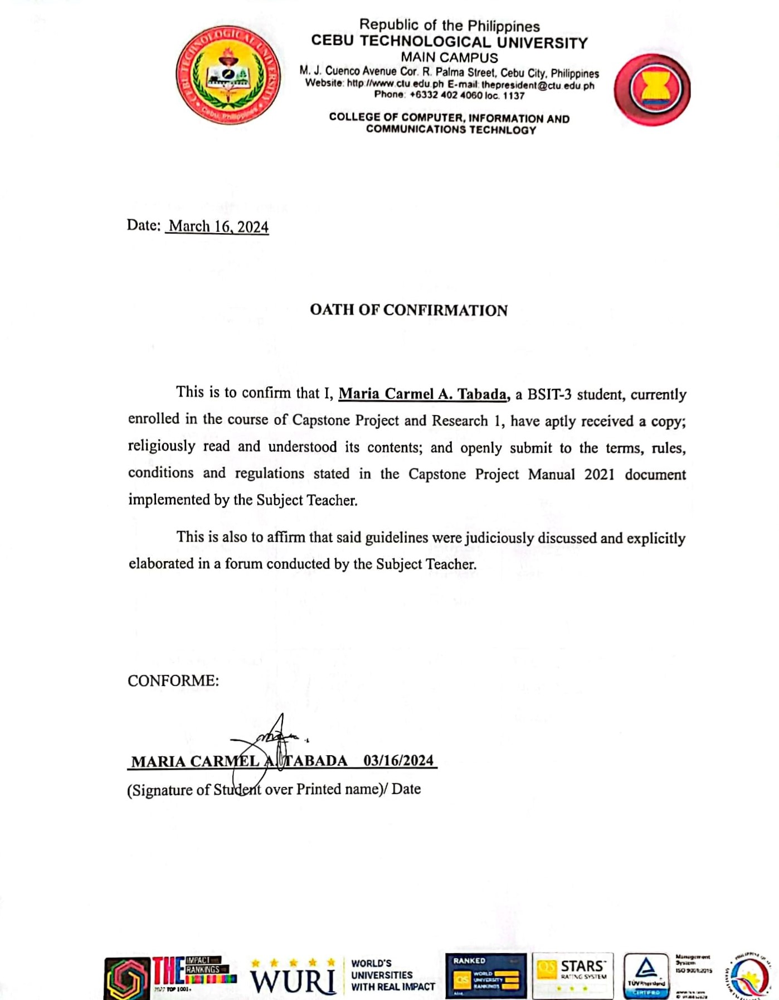 CEBU TECHNOLOGICAL UNIVERSITY
Cebu, Philippines
Republic of the Philippines
CEBU TECHNOLOGICAL UNIVERSITY
MAIN CAMPUS
M. J. Cuenco Avenue Cor. R. Palma Street, Cebu City, Philippines
Website: http://www.ctu.edu.ph E-mail: thepresident@ctu.edu.ph
Phone: +6332 402 4060 loc. 1137
COLLEGE OF COMPUTER, INFORMATION AND
COMMUNICATIONS TECHNLOGY
Date: March 16, 2024
OATH OF CONFIRMATION
This is to confirm that I, Maria Carmel A. Tabada, a BSIT-3 student, currently
enrolled in the course of Capstone Project and Research 1, have aptly received a copy;
religiously read and understood its contents; and openly submit to the terms, rules,
conditions and regulations stated in the Capstone Project Manual 2021 document
implemented by the Subject Teacher.
This is also to affirm that said guidelines were judiciously discussed and explicitly
elaborated in a forum conducted by the Subject Teacher.
CONFORME:
MARIA CARMEL A. TABADA 03/16/2024
(Signature of Student over Printed name)/ Date
THE IMPACT
RANKINGS
TOP 1001+
WURI
WORLD'S
UNIVERSITIES
WITH REAL IMPACT
RANKED
QS WORLD
UNIVERSITY
RANKINGS
Asia
QS STARS
RATING SYSTEM
TÜVRheinland
CERTIFIED
Management
System
ISO 9001:2015